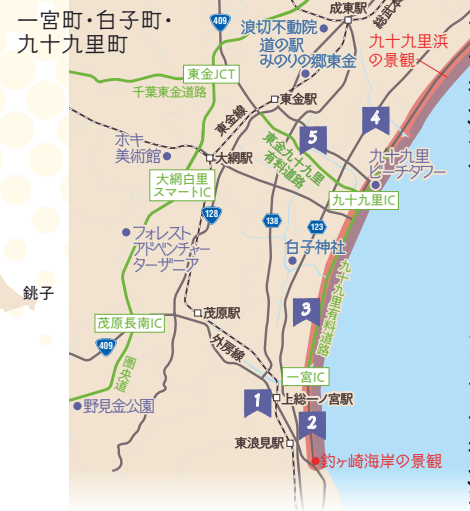 一宮町・白子町・
九十九里町
409
成東駅
総武本
浪切不動院
道の駅
みのりの郷東金
九十九里浜
の景観
東金JCT
千葉東金道路
東金駅
東金線
4
5
ホキ
美術館
大網駅
東金九十九里
有料道路
九十九里
ビーチタワー
大網白里
スマートIC
九十九里IC
128
138
123
フォレスト
アドベンチャー
ターザニア
白子神社
銚子
九十九里有料道路
3
茂原駅
茂原長南IC
409
外房線
圏央道
一宮IC
1
上総一ノ宮駅
野見金公園
2
東浪見駅
釣ヶ崎海岸の景観